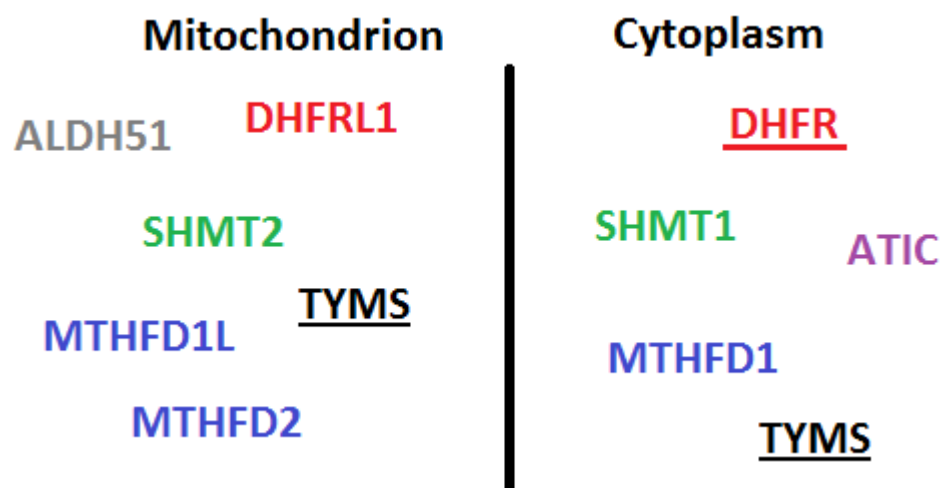 Mitochondrion
ALDH51
DHFRL1
SHMT2
TYMS
MTHFD1L
MTHFD2
Cytoplasm
DHFR
SHMT1
ATIC
MTHFD1
TYMS